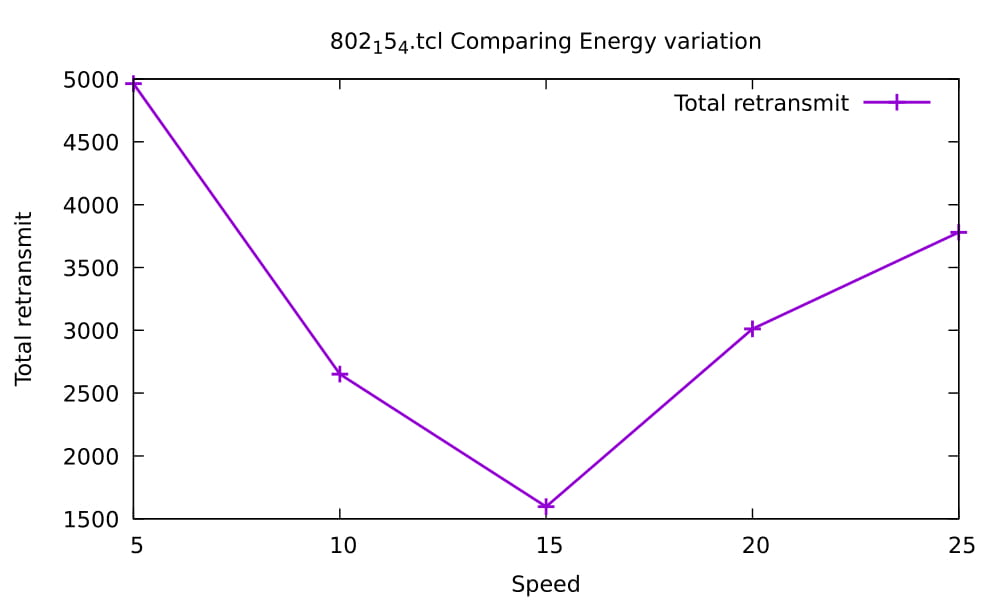 802₁5₄.tcl Comparing Energy variation
Total retransmit
5000
4500
4000
3500
3000
2500
2000
1500
Total retransmit
5 10 15 20 25
Speed